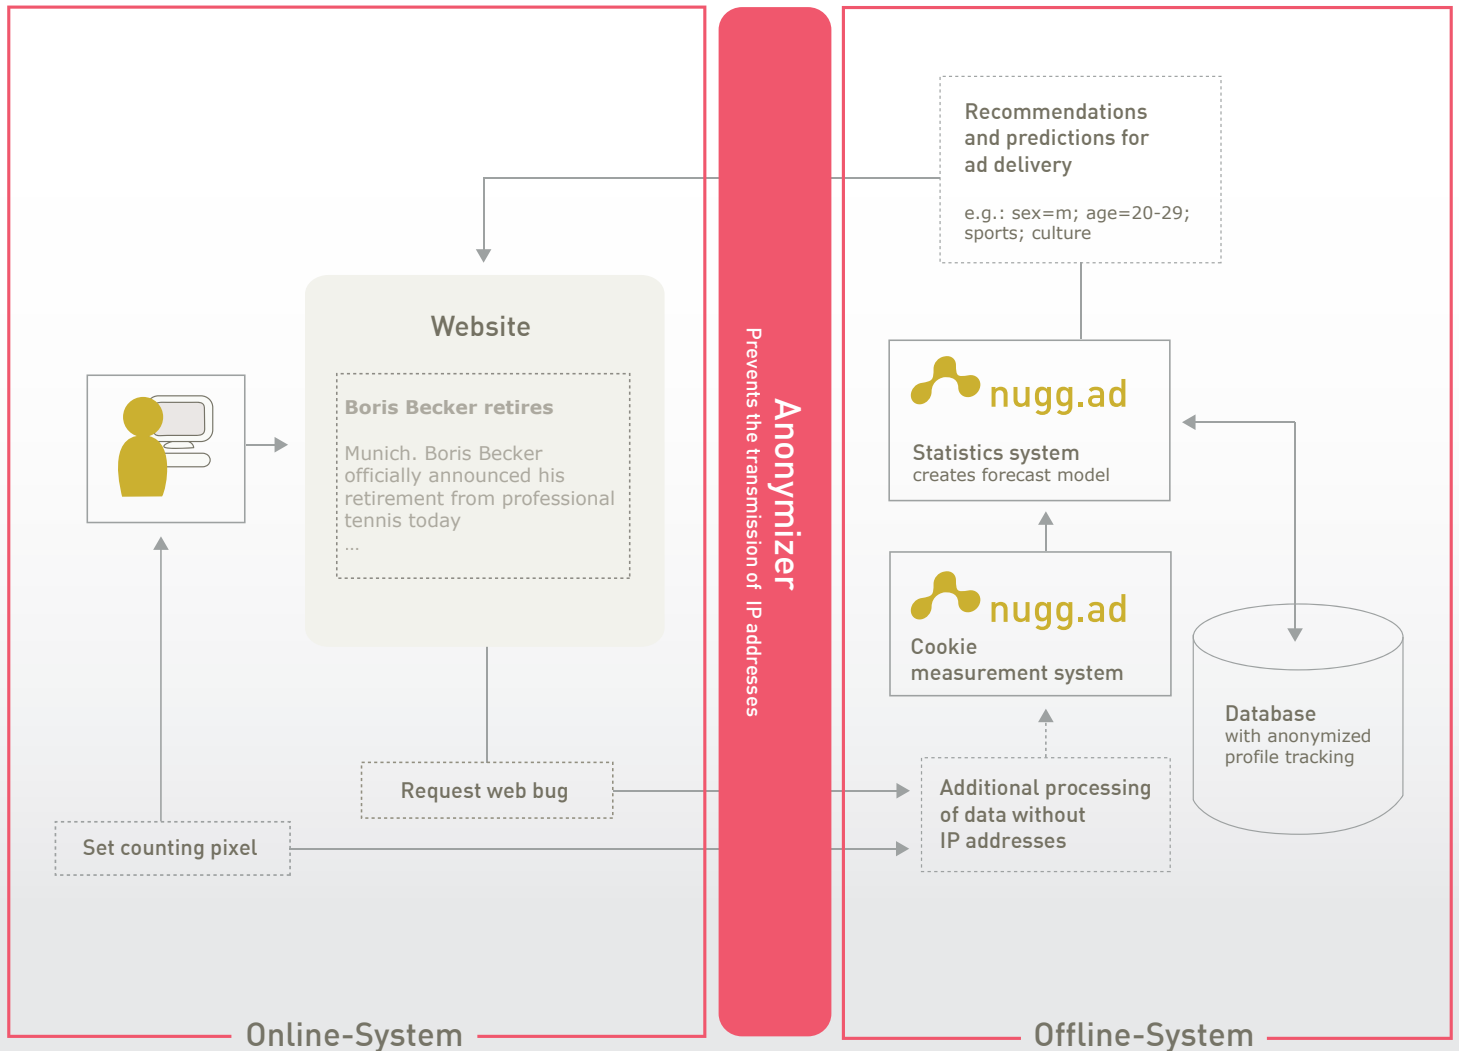 Recommendations
and predictions for
ad delivery
e.g.: sex=m; age=20-29;
sports; culture
Website
Boris Becker retires
Munich. Boris Becker
officially announced his
retirement from professional
tennis today
...
Request web bug
Set counting pixel
Online-System
Anonymizer
Prevents the transmission of IP addresses
nugg.ad
Statistics system
creates forecast model
nugg.ad
Cookie
measurement system
Database
with anonymized
profile tracking
Additional processing
of data without
IP addresses
Offline-System